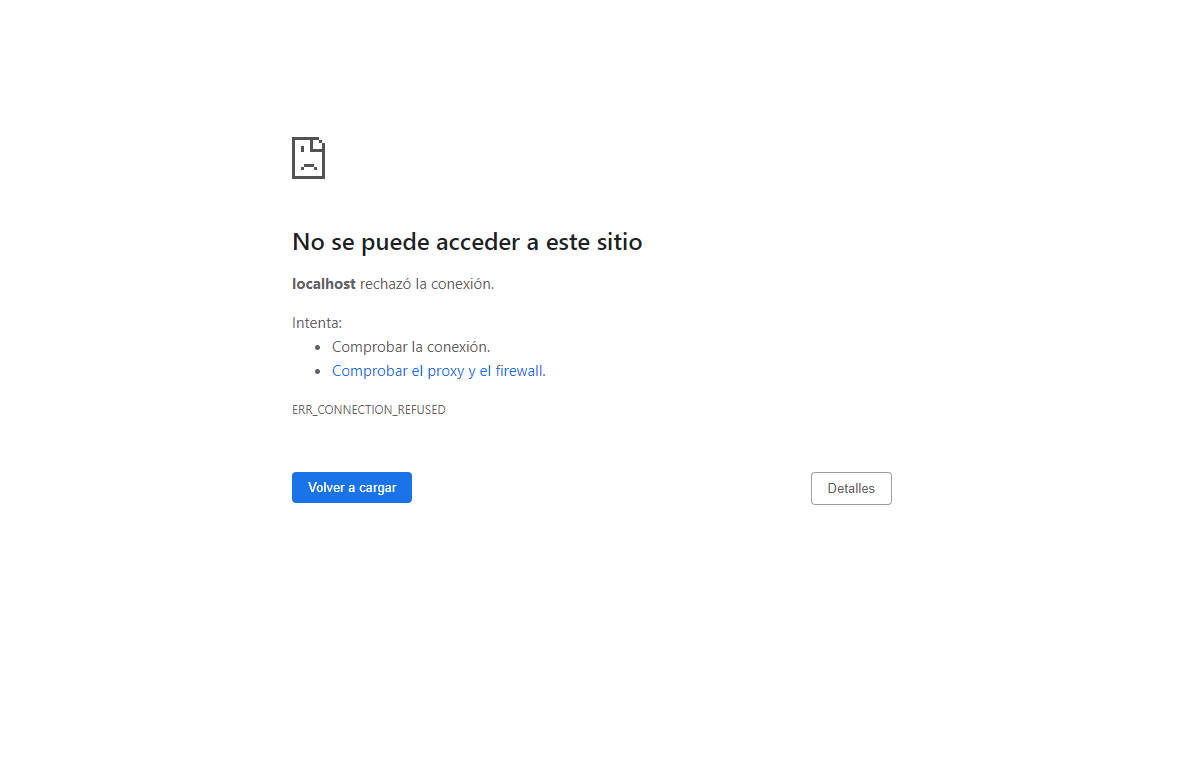 No se puede acceder a este sitio
localhost rechazó la conexión.
Intenta:
Comprobar la conexión.
Comprobar el proxy y el firewall.
ERR_CONNECTION_REFUSED
Volver a cargar
Detalles